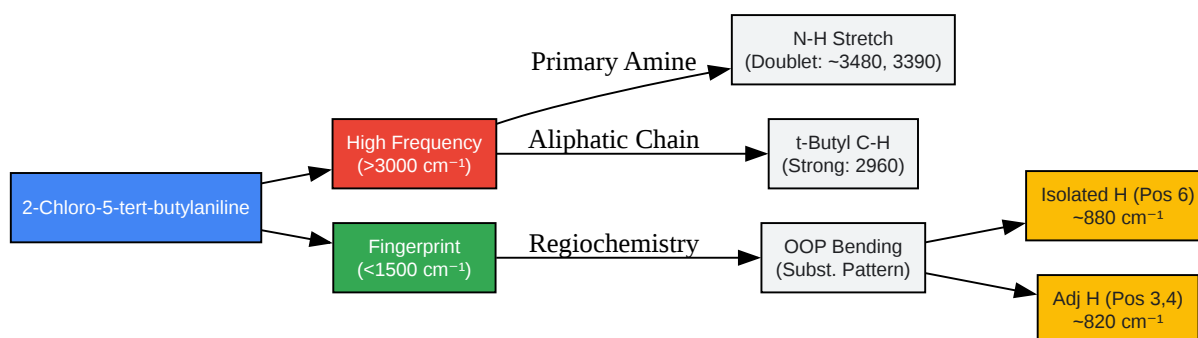 2-Chloro-5-tert-butylaniline
High Frequency
(>3000 cm⁻¹)
Fingerprint
(<1500 cm⁻¹)
Primary Amine
Aliphatic Chain
Regiochemistry
N-H Stretch
(Doublet: ~3480, 3390)
t-Butyl C-H
(Strong: 2960)
OOP Bending
(Subst. Pattern)
Isolated H (Pos 6)
~880 cm⁻¹
Adj H (Pos 3,4)
~820 cm⁻¹